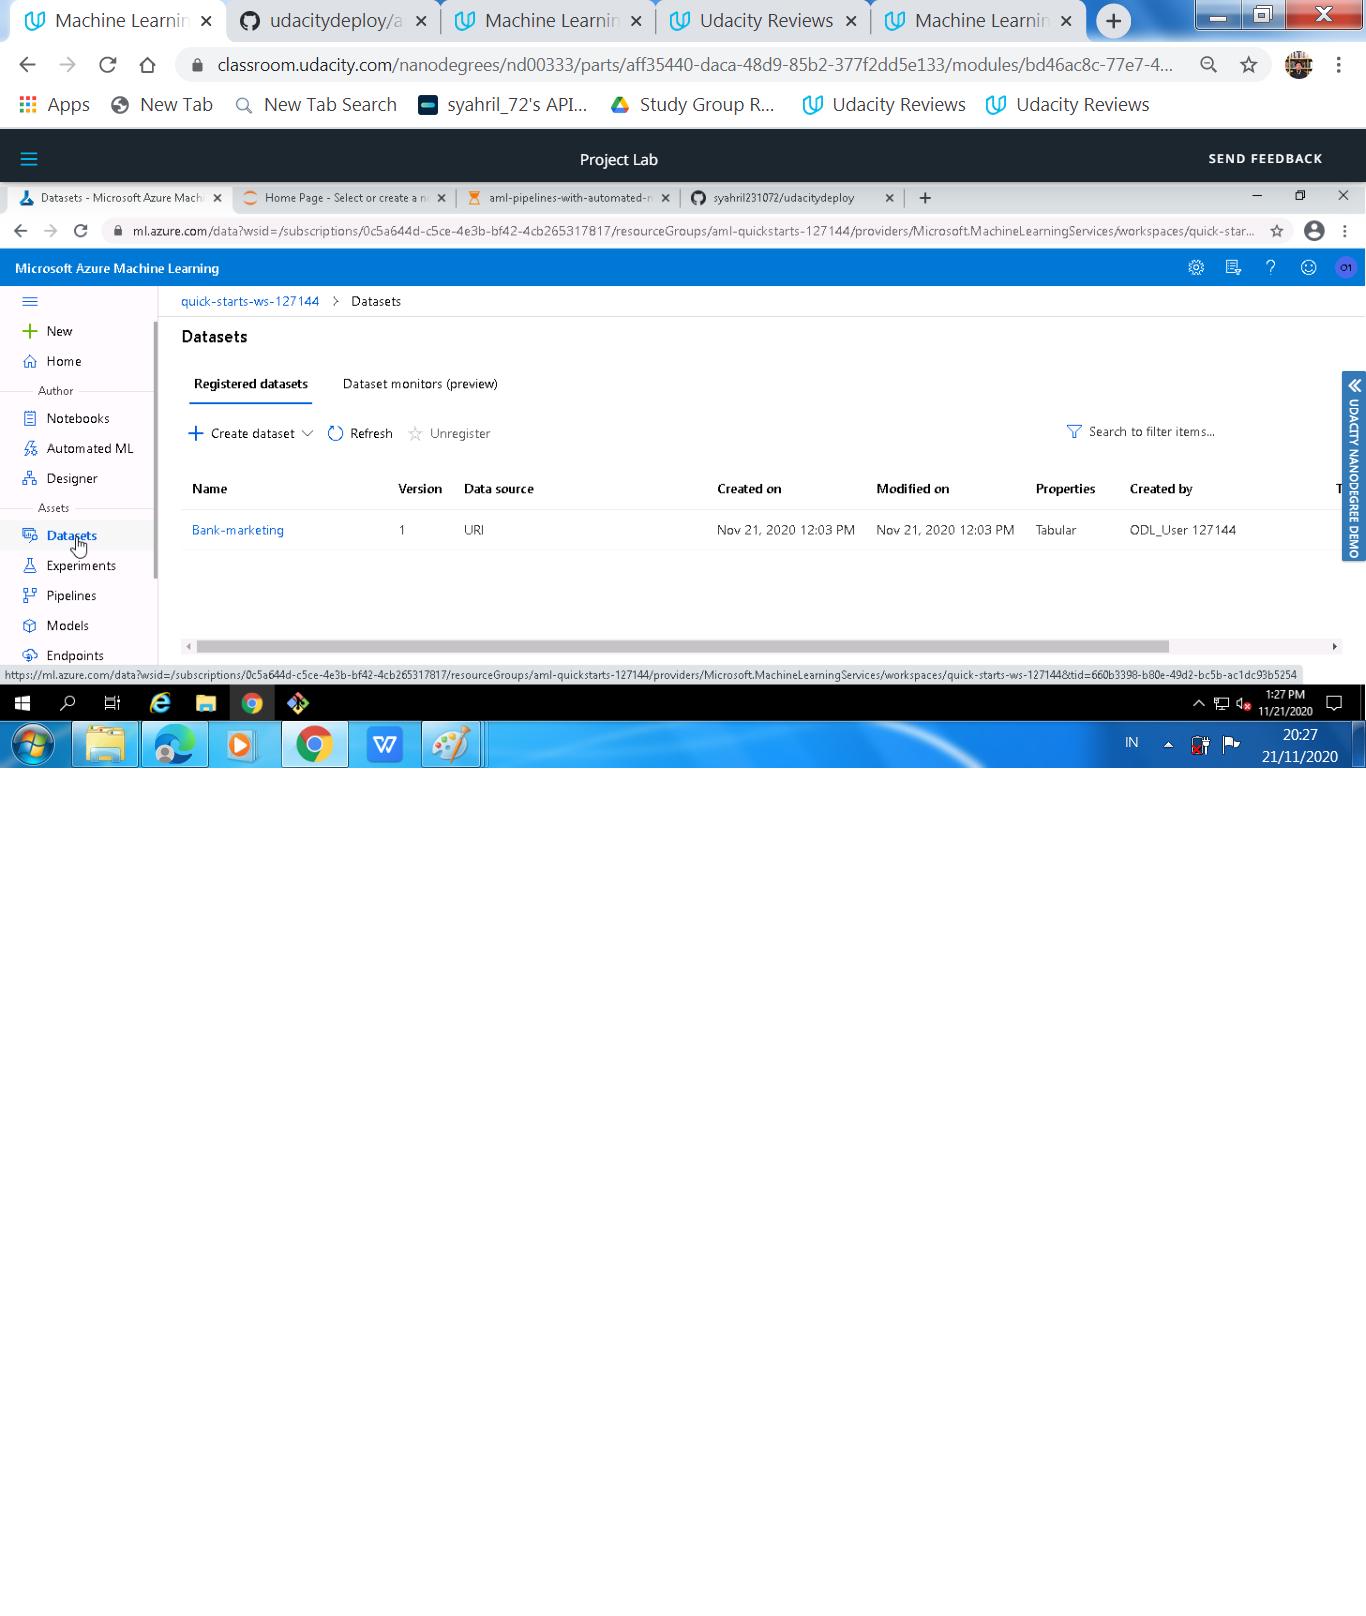 Machine Learnin
udacitydeploy/a
Machine Learnin
Udacity Reviews
Machine Learnin
classroom.udacity.com/nanodegrees/nd00333/parts/aff35440-daca-48d9-85b2-377f2dd5e133/modules/bd46ac8c-77e7-4...
Apps
New Tab
New Tab Search
syahril_72's API...
Study Group R...
Udacity Reviews
Udacity Reviews
Project Lab
SEND FEEDBACK
Datasets - Microsoft Azure Machi
Home Page - Select or create a n
aml-pipelines-with-automated-m
syahril231072/udacitydeploy
ml.azure.com/data?wsid=/subscriptions/0c5a644d-c5ce-4e3b-bf42-4cb265317817/resourceGroups/aml-quickstarts-127144/providers/Microsoft.MachineLearningServices/workspaces/quick-star...
Microsoft Azure Machine Learning
O1
quick-starts-ws-127144 > Datasets
New
Home
Author
Notebooks
Automated ML
Designer
Assets
Datasets
Experiments
Pipelines
Models
Endpoints
Datasets
Registered datasets
Dataset monitors (preview)
Create dataset
Refresh
Unregister
Search to filter items...
Name Version Data source Created on Modified on Properties Created by T
Bank-marketing 1 URI Nov 21, 2020 12:03 PM Nov 21, 2020 12:03 PM Tabular ODL_User 127144
UDACITY NANODEGREE DEMO
https://ml.azure.com/data?wsid=/subscriptions/0c5a644d-c5ce-4e3b-bf42-4cb265317817/resourceGroups/aml-quickstarts-127144/providers/Microsoft.MachineLearningServices/workspaces/quick-starts-ws-127144&tid=660b3398-b80e-49d2-bc5b-ac1dc93b5254
1:27 PM
11/21/2020
IN
20:27
21/11/2020